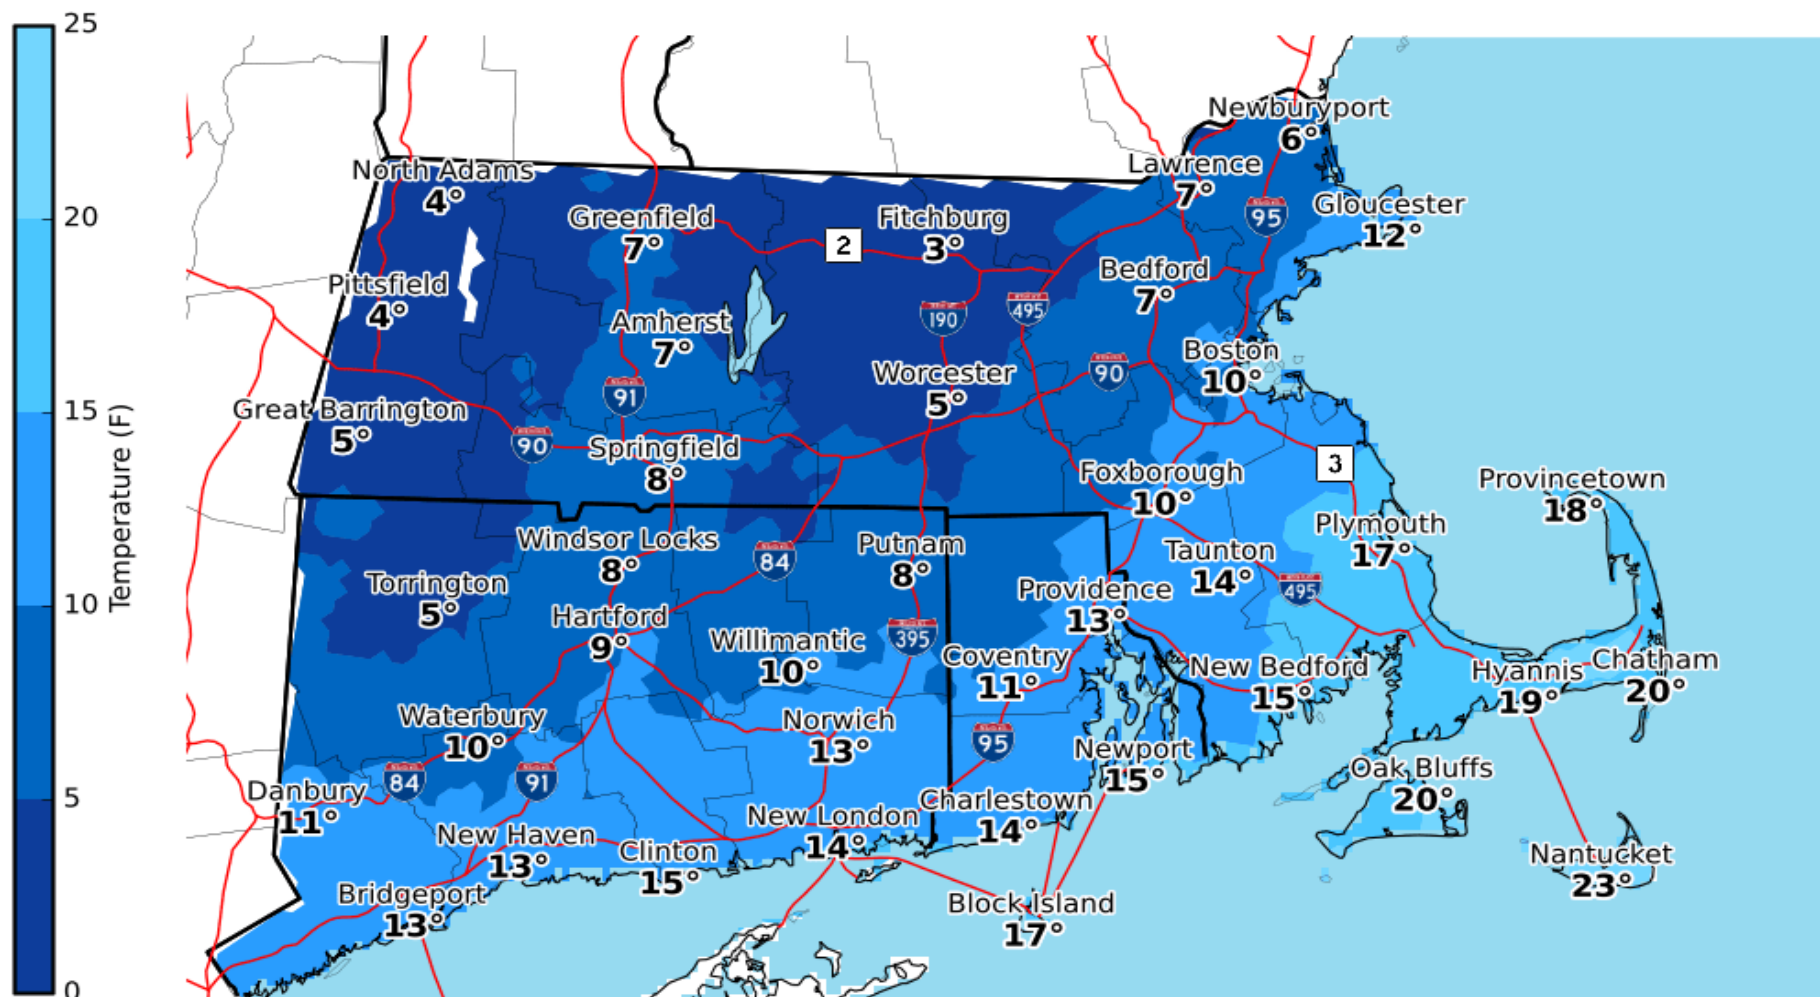 25
20
15
10
5
0
Temperature (F)
Newburyport
6°
Lawrence
7°
North Adams
4°
95
Gloucester
12°
Greenfield
7°
2
Fitchburg
3°
Bedford
7°
Pittsfield
4°
190
495
Amherst
7°
Boston
10°
Worcester
5°
90
91
Great Barrington
5°
90
Springfield
8°
3
Foxborough
10°
Provincetown
18°
Plymouth
17°
Windsor Locks
8°
84
Putnam
8°
Taunton
14°
Torrington
5°
Providence
13°
495
Hartford
9°
395
Willimantic
10°
Coventry
11°
New Bedford
15°
Hyannis
19°
Chatham
20°
Waterbury
10°
Norwich
13°
95
Newport
15°
84
91
Oak Bluffs
20°
Danbury
11°
Charlestown
14°
New London
14°
New Haven
13°
Clinton
15°
Nantucket
23°
Bridgeport
13°
Block Island
17°